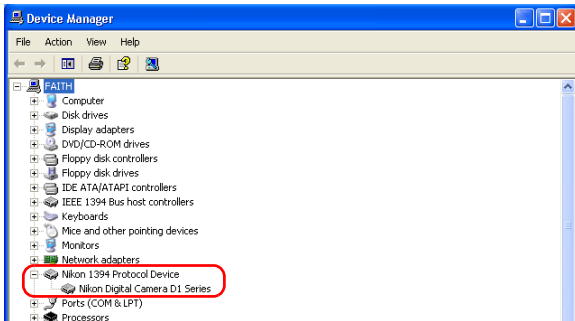 Device Manager
File Action View Help
FAITH
Computer
Disk drives
Display adapters
DVD/CD-ROM drives
Floppy disk controllers
Floppy disk drives
IDE ATA/ATAPI controllers
IEEE 1394 Bus host controllers
Keyboards
Mice and other pointing devices
Monitors
Network adapters
Nikon 1394 Protocol Device
Nikon Digital Camera D1 Series
Ports (COM & LPT)
Processors